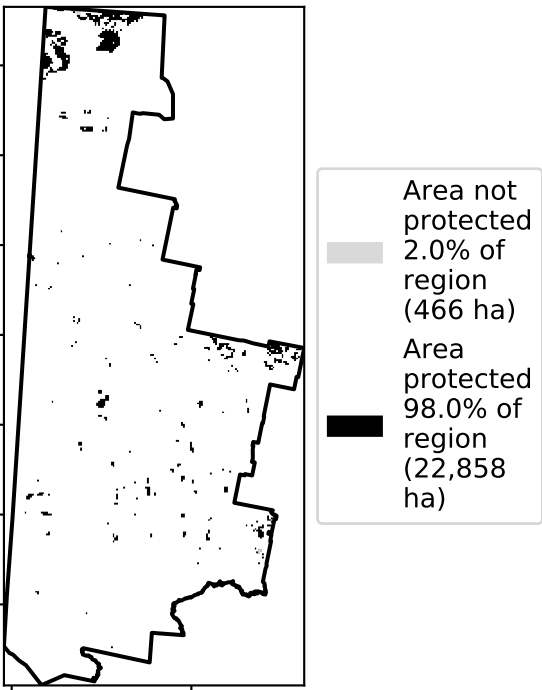 Area not
protected
2.0% of
region
(466 ha)
Area
protected
98.0% of
region
(22,858
ha)